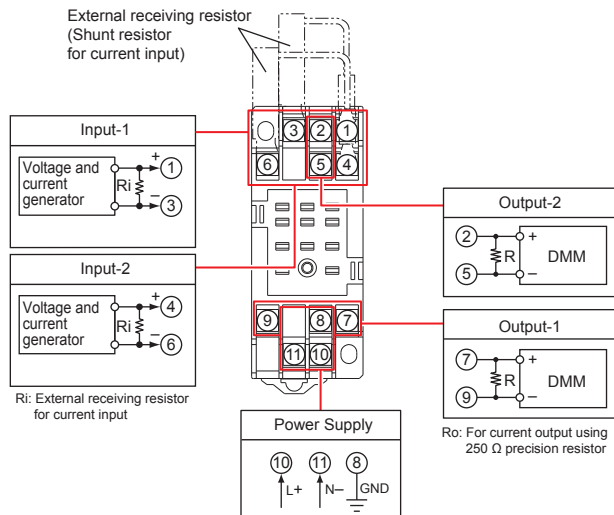 External receiving resistor
(Shunt resistor
for current input)
3 2 1
6 5 4
Input-1
Voltage and
current
generator
Ri
+
1
−
3
Input-2
Voltage and
current
generator
Ri
+
4
−
6
Ri: External receiving resistor
for current input
9 8 7
11 10
Output-2
2
5
R
+
−
DMM
Output-1
7
9
R
+
−
DMM
Ro: For current output using
250 Ω precision resistor
Power Supply
10 11 8
L+ N− GND